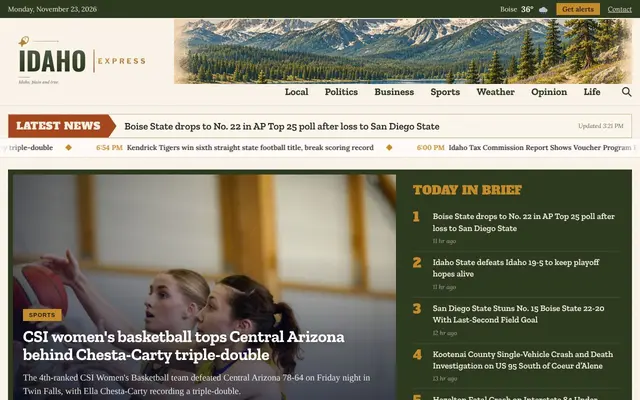 Monday, November 23, 2026
Boise 36° Get alerts Contact
IDAHO EXPRESS
Idaho, plain and true.
Local Politics Business Sports Weather Opinion Life
LATEST NEWS Boise State drops to No. 22 in AP Top 25 poll after loss to San Diego State Updated 3:21 PM
triple-double ◆ 6:54 PM Kendrick Tigers win sixth straight state football title, break scoring record ◆ 6:00 PM Idaho Tax Commission Report Shows Voucher Program
TODAY IN BRIEF
1 Boise State drops to No. 22 in AP Top 25 poll after
loss to San Diego State
11 hr ago
2 Idaho State defeats Idaho 19-5 to keep playoff
hopes alive
11 hr ago
3 San Diego State Stuns No. 15 Boise State 22-20
With Last-Second Field Goal
12 hr ago
4 Kootenai County Single-Vehicle Crash and Death
Investigation on US 95 South of Coeur d'Alene
13 hr ago
SPORTS
CSI women's basketball tops Central Arizona
behind Chesta-Carty triple-double
The 4th-ranked CSI Women's Basketball team defeated Central Arizona 78-64 on Friday night in
Twin Falls, with Ella Chesta-Carty recording a triple-double.